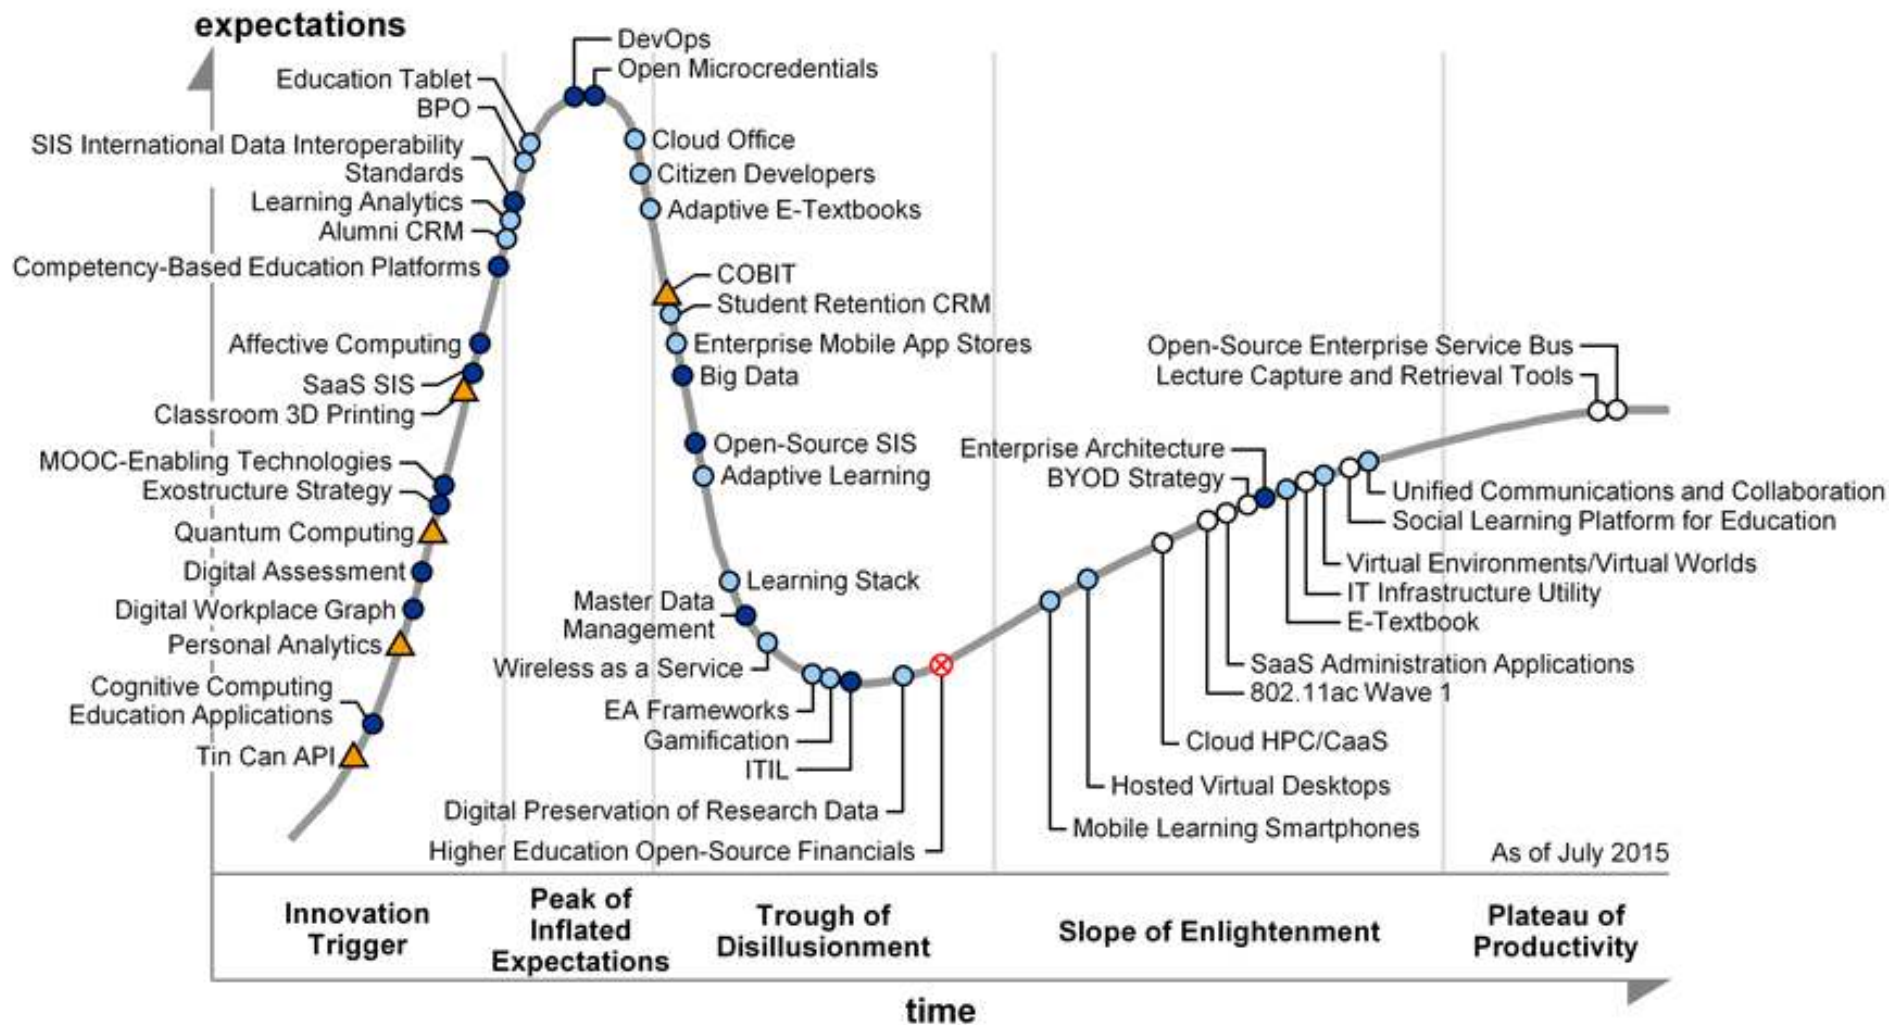 expectations
DevOps
Open Microcredentials
Education Tablet
BPO
SIS International Data Interoperability
Standards
Learning Analytics
Alumni CRM
Competency-Based Education Platforms
Affective Computing
SaaS SIS
Classroom 3D Printing
MOOC-Enabling Technologies
Exostructure Strategy
Quantum Computing
Digital Assessment
Digital Workplace Graph
Personal Analytics
Cognitive Computing
Education Applications
Tin Can API
Cloud Office
Citizen Developers
Adaptive E-Textbooks
COBIT
Student Retention CRM
Enterprise Mobile App Stores
Big Data
Open-Source SIS
Adaptive Learning
Learning Stack
Master Data
Management
Wireless as a Service
EA Frameworks
Gamification
ITIL
Digital Preservation of Research Data
Higher Education Open-Source Financials
Open-Source Enterprise Service Bus
Lecture Capture and Retrieval Tools
Enterprise Architecture
BYOD Strategy
Unified Communications and Collaboration
Social Learning Platform for Education
Virtual Environments/Virtual Worlds
IT Infrastructure Utility
E-Textbook
SaaS Administration Applications
802.11ac Wave 1
Cloud HPC/CaaS
Hosted Virtual Desktops
Mobile Learning Smartphones
As of July 2015
Innovation
Trigger
Peak of
Inflated
Expectations
Trough of
Disillusionment
Slope of Enlightenment
Plateau of
Productivity
time